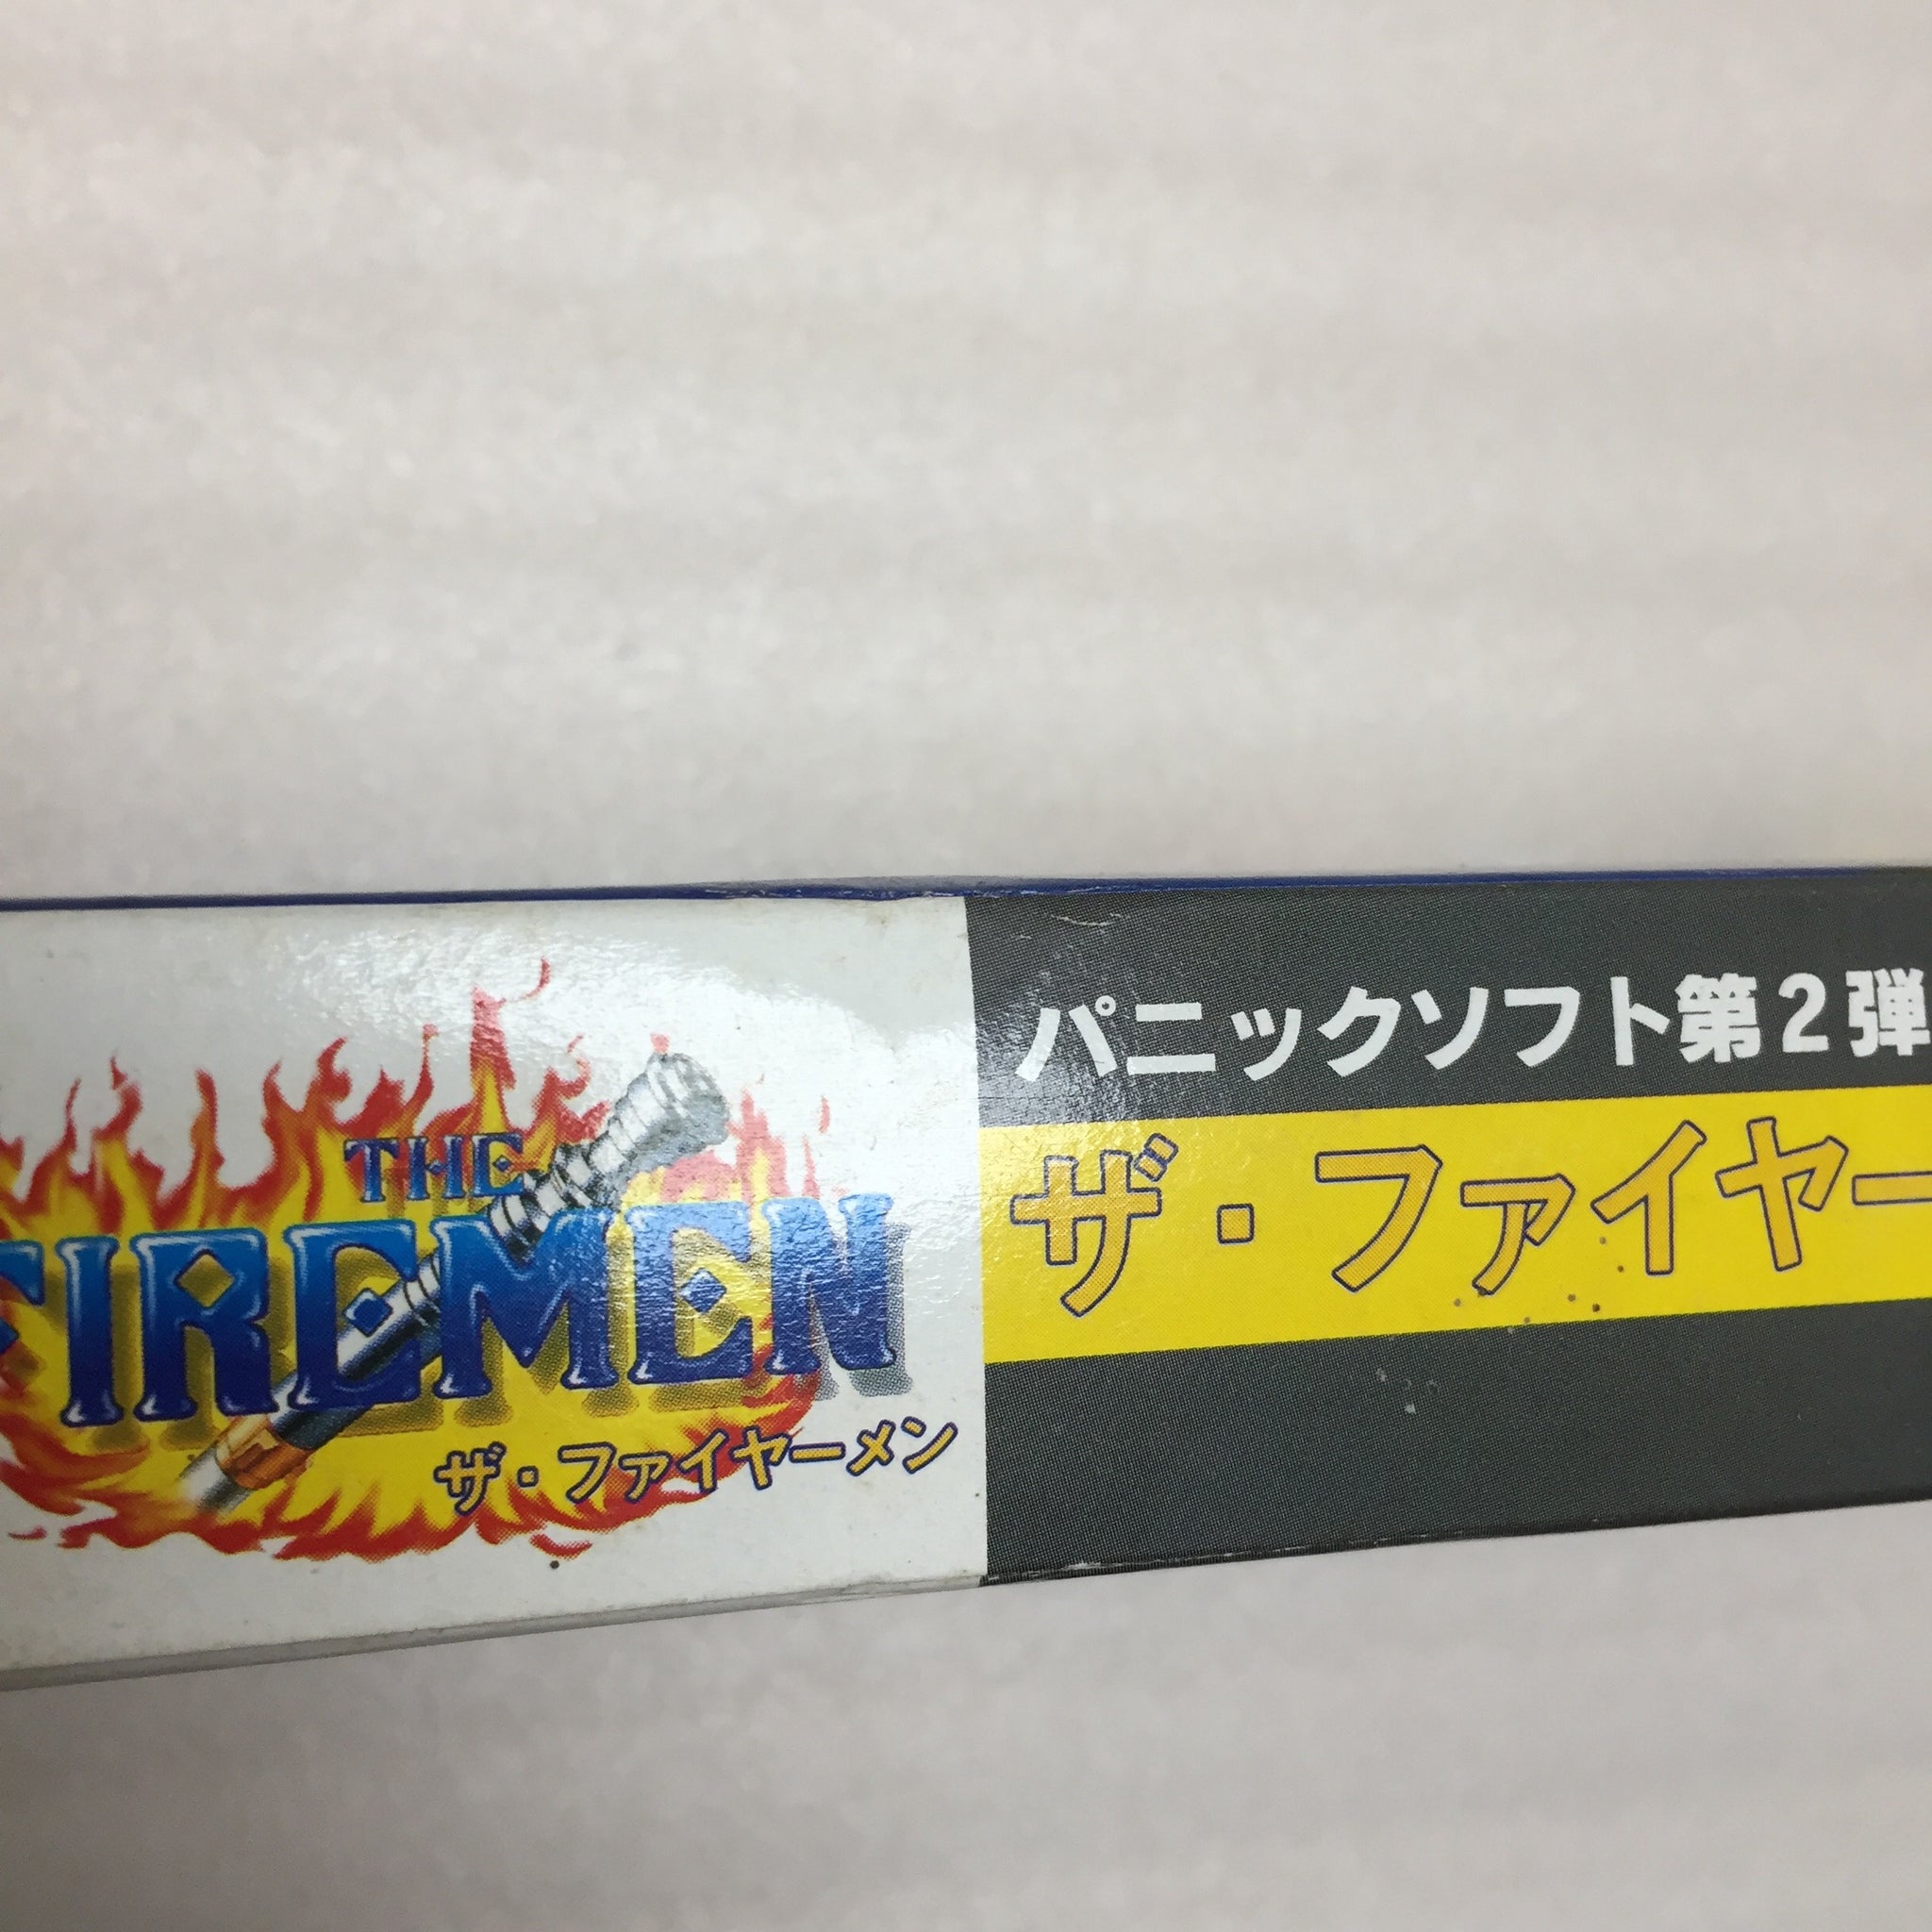 THE
FIREMEN
ザ・ファイヤーメン
パニックソフト第2弾
ザ・ファイヤー